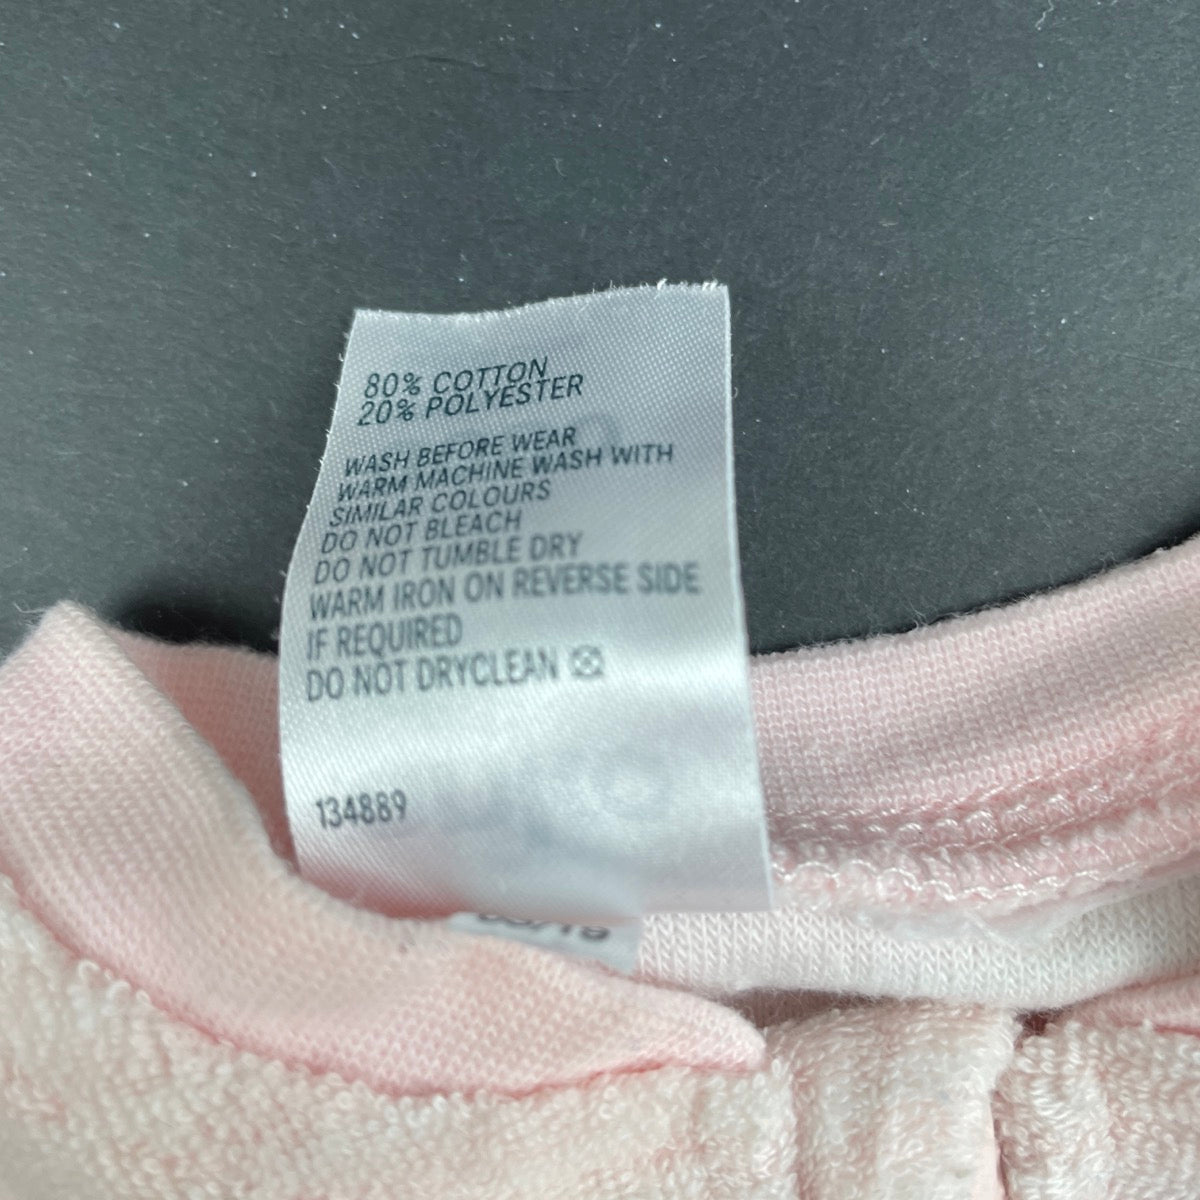 80% COTTON
20% POLYESTER
WASH BEFORE WEAR
WARM MACHINE WASH WITH
SIMILAR COLOURS
DO NOT BLEACH
DO NOT TUMBLE DRY
WARM IRON ON REVERSE SIDE
IF REQUIRED
DO NOT DRYCLEAN
134889